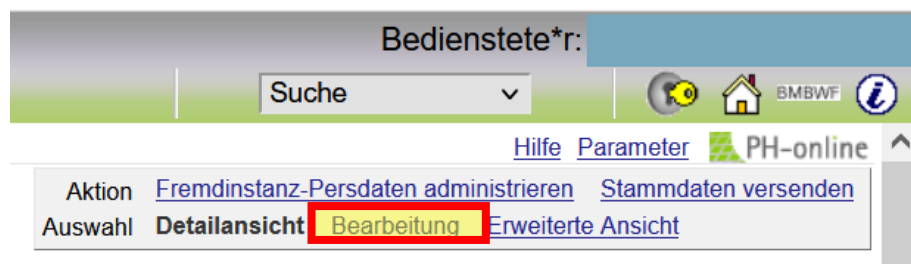 Bedienstete*r:
Suche BMBWF
Hilfe Parameter PH-online
Aktion Fremdinstanz-Persdaten administrieren Stammdaten versenden
Auswahl Detailansicht Bearbeitung Erweiterte Ansicht